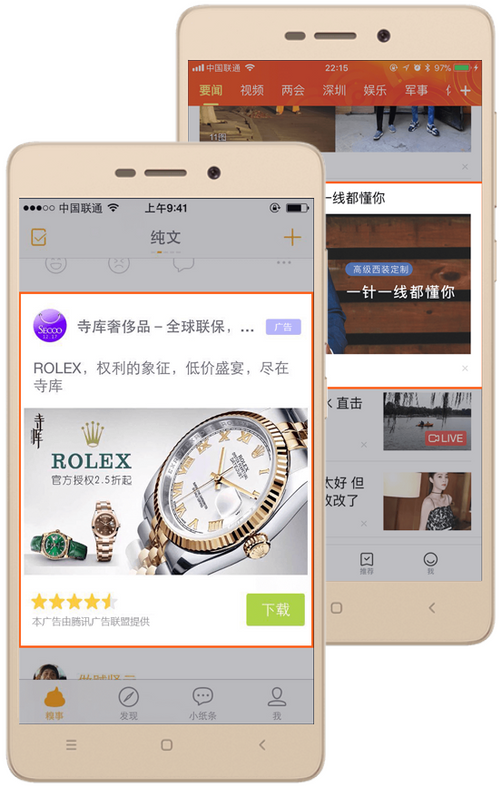 中国联通
22:15
97%
要闻
视频
两会
深圳
娱乐
军事
一线都懂你
高级西装定制
一针一线都懂你
直击
LIVE
太好 但
改了
推荐
我
中国联通
上午9:41
纯文
SECOO
寺库奢侈品 – 全球联保，...
广告
ROLEX，权利的象征，低价盛宴，尽在
寺库
寺库
ROLEX
官方授权2.5折起
本广告由腾讯广告联盟提供
下载
糗事
发现
小纸条
我